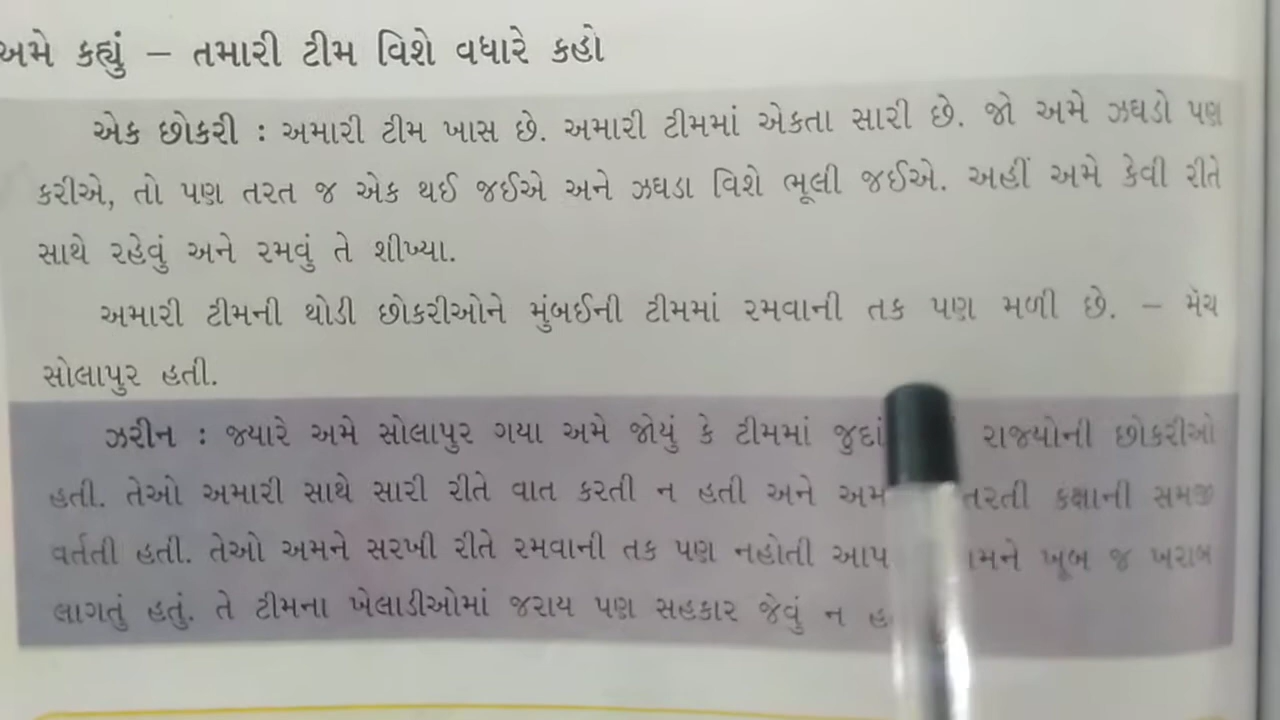 અમે કહ્યું – તમારી ટીમ વિશે વધારે કહો
એક છોકરી : અમારી ટીમ ખાસ છે. અમારી ટીમમાં એકતા સારી છે. જો અમે ઝઘડો પણ
કરીએ, તો પણ તરત જ એક થઈ જઈએ અને ઝઘડા વિશે ભૂલી જઈએ. અહીં અમે કેવી રીતે
સાથે રહેવું અને રમવું તે શીખ્યા.
અમારી ટીમની થોડી છોકરીઓને મુંબઈની ટીમમાં રમવાની તક પણ મળી છે. – મૅચ
સોલાપુર હતી.
ઝરીન : જ્યારે અમે સોલાપુર ગયા અમે જોયું કે ટીમમાં રાજ્યોની છોકરીઓ
હતી. તેઓ અમારી સાથે સારી રીતે વાત કરતી ન હતી અને કક્ષાની સમજી
વર્તતી હતી. તેઓ અમને સરખી રીતે રમવાની તક પણ નહોતી ખૂબ જ ખરાબ
લાગતું હતું. તે ટીમના ખેલાડીઓમાં જરાય પણ સહકાર જેવું ન